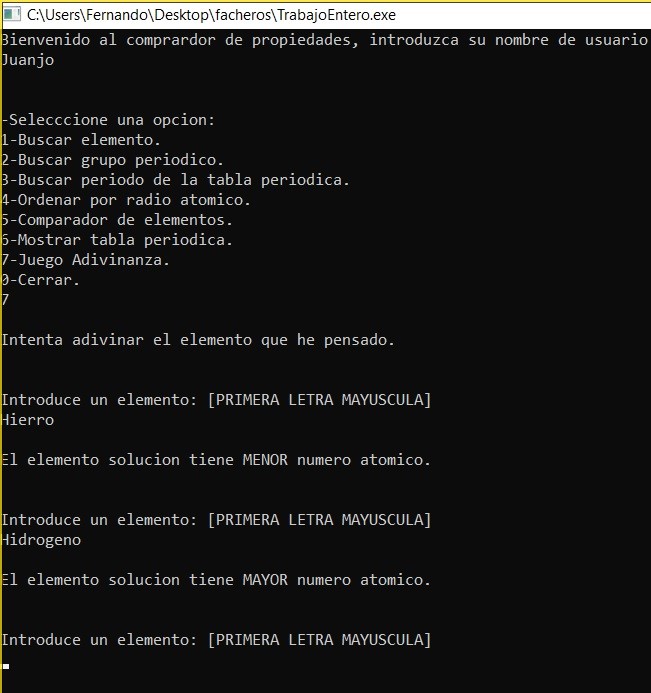 C:\Users\Fernando\Desktop\facheros\TrabajoEntero.exe
Bienvenido al comprardor de propiedades, introduzca su nombre de usuario
Juanjo
-Selecccione una opcion:
1-Buscar elemento.
2-Buscar grupo periodico.
3-Buscar periodo de la tabla periodica.
4-Ordenar por radio atomico.
5-Comparador de elementos.
6-Mostrar tabla periodica.
7-Juego Adivinanza.
0-Cerrar.
7
Intenta adivinar el elemento que he pensado.
Introduce un elemento: [PRIMERA LETRA MAYUSCULA]
Hierro
El elemento solucion tiene MENOR numero atomico.
Introduce un elemento: [PRIMERA LETRA MAYUSCULA]
Hidrogeno
El elemento solucion tiene MAYOR numero atomico.
Introduce un elemento: [PRIMERA LETRA MAYUSCULA]